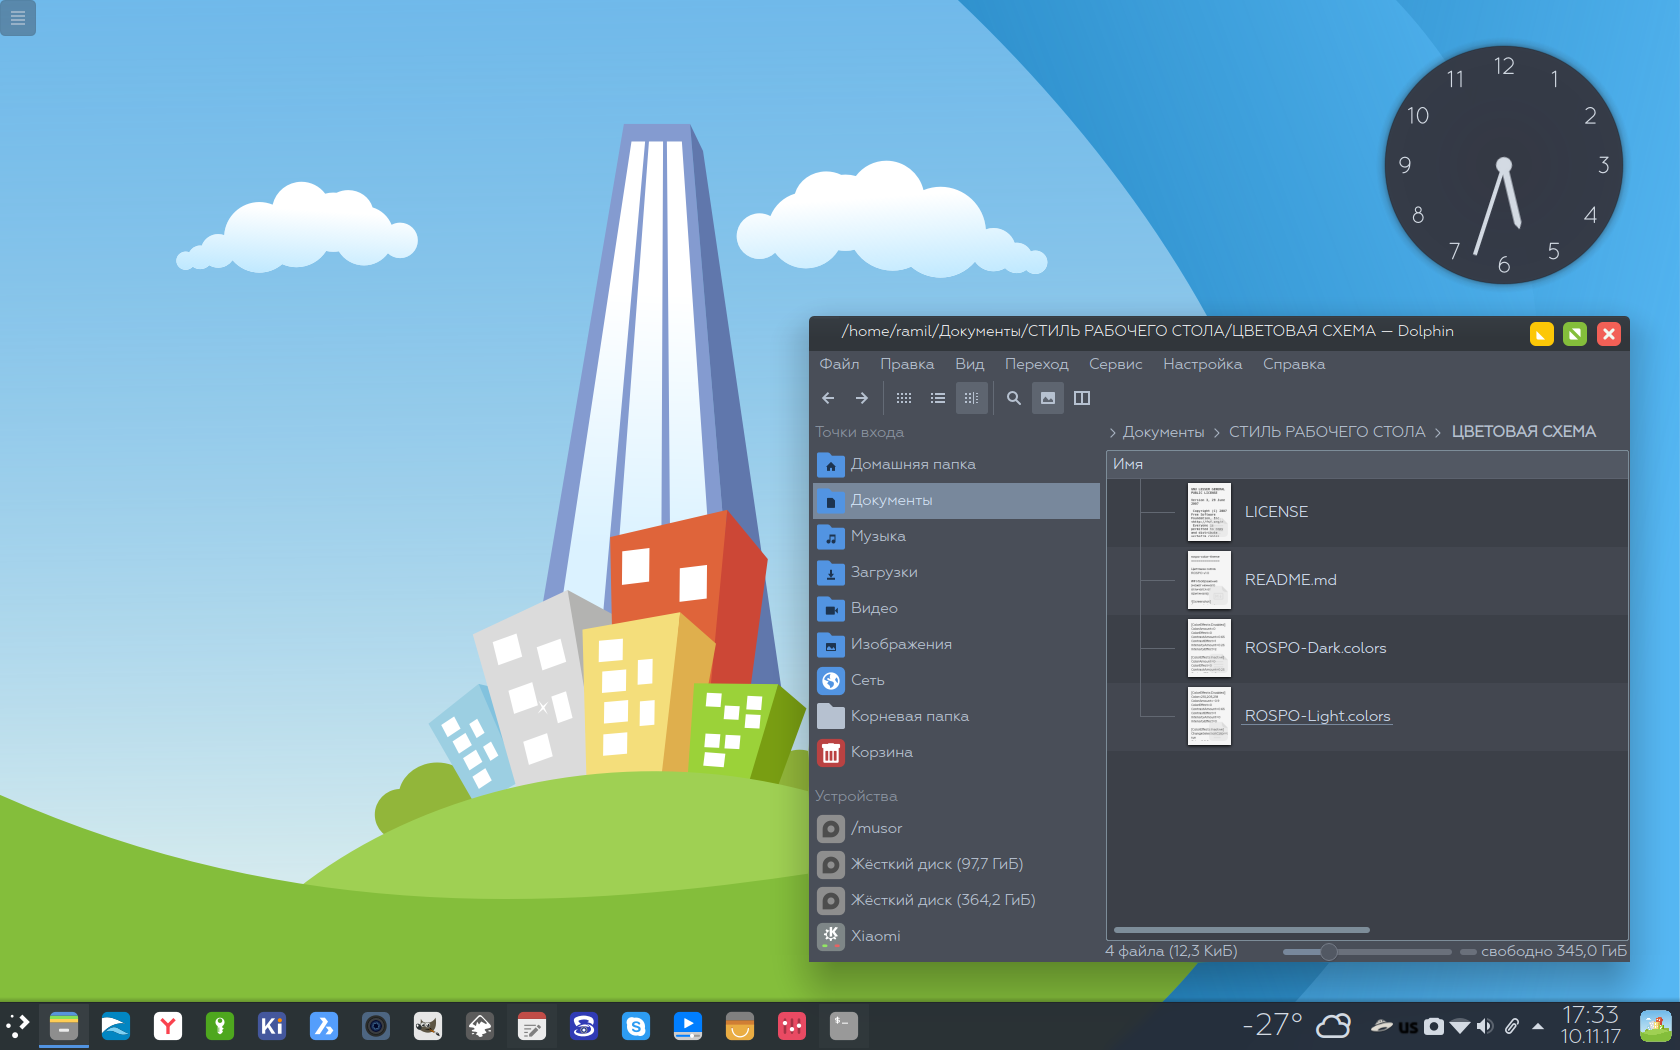 12
11
1
10
2
9
3
8
4
7
5
6
/home/ramil/Документы/СТИЛЬ РАБОЧЕГО СТОЛА/ЦВЕТОВАЯ СХЕМА — Dolphin
Файл Правка Вид Переход Сервис Настройка Справка
Точки входа
Документы СТИЛЬ РАБОЧЕГО СТОЛА ЦВЕТОВАЯ СХЕМА
Имя
Домашняя папка
Документы
Музыка
Загрузки
Видео
Изображения
Сеть
Корневая папка
Корзина
Устройства
/musor
Жёсткий диск (97,7 ГиБ)
Жёсткий диск (364,2 ГиБ)
Xiaomi
LICENSE
README.md
ROSPO-Dark.colors
ROSPO-Light.colors
4 файла (12,3 КиБ)
свободно 345,0 ГиБ
Y
Ki
S
$–
-27°
us
17:33
10.11.17